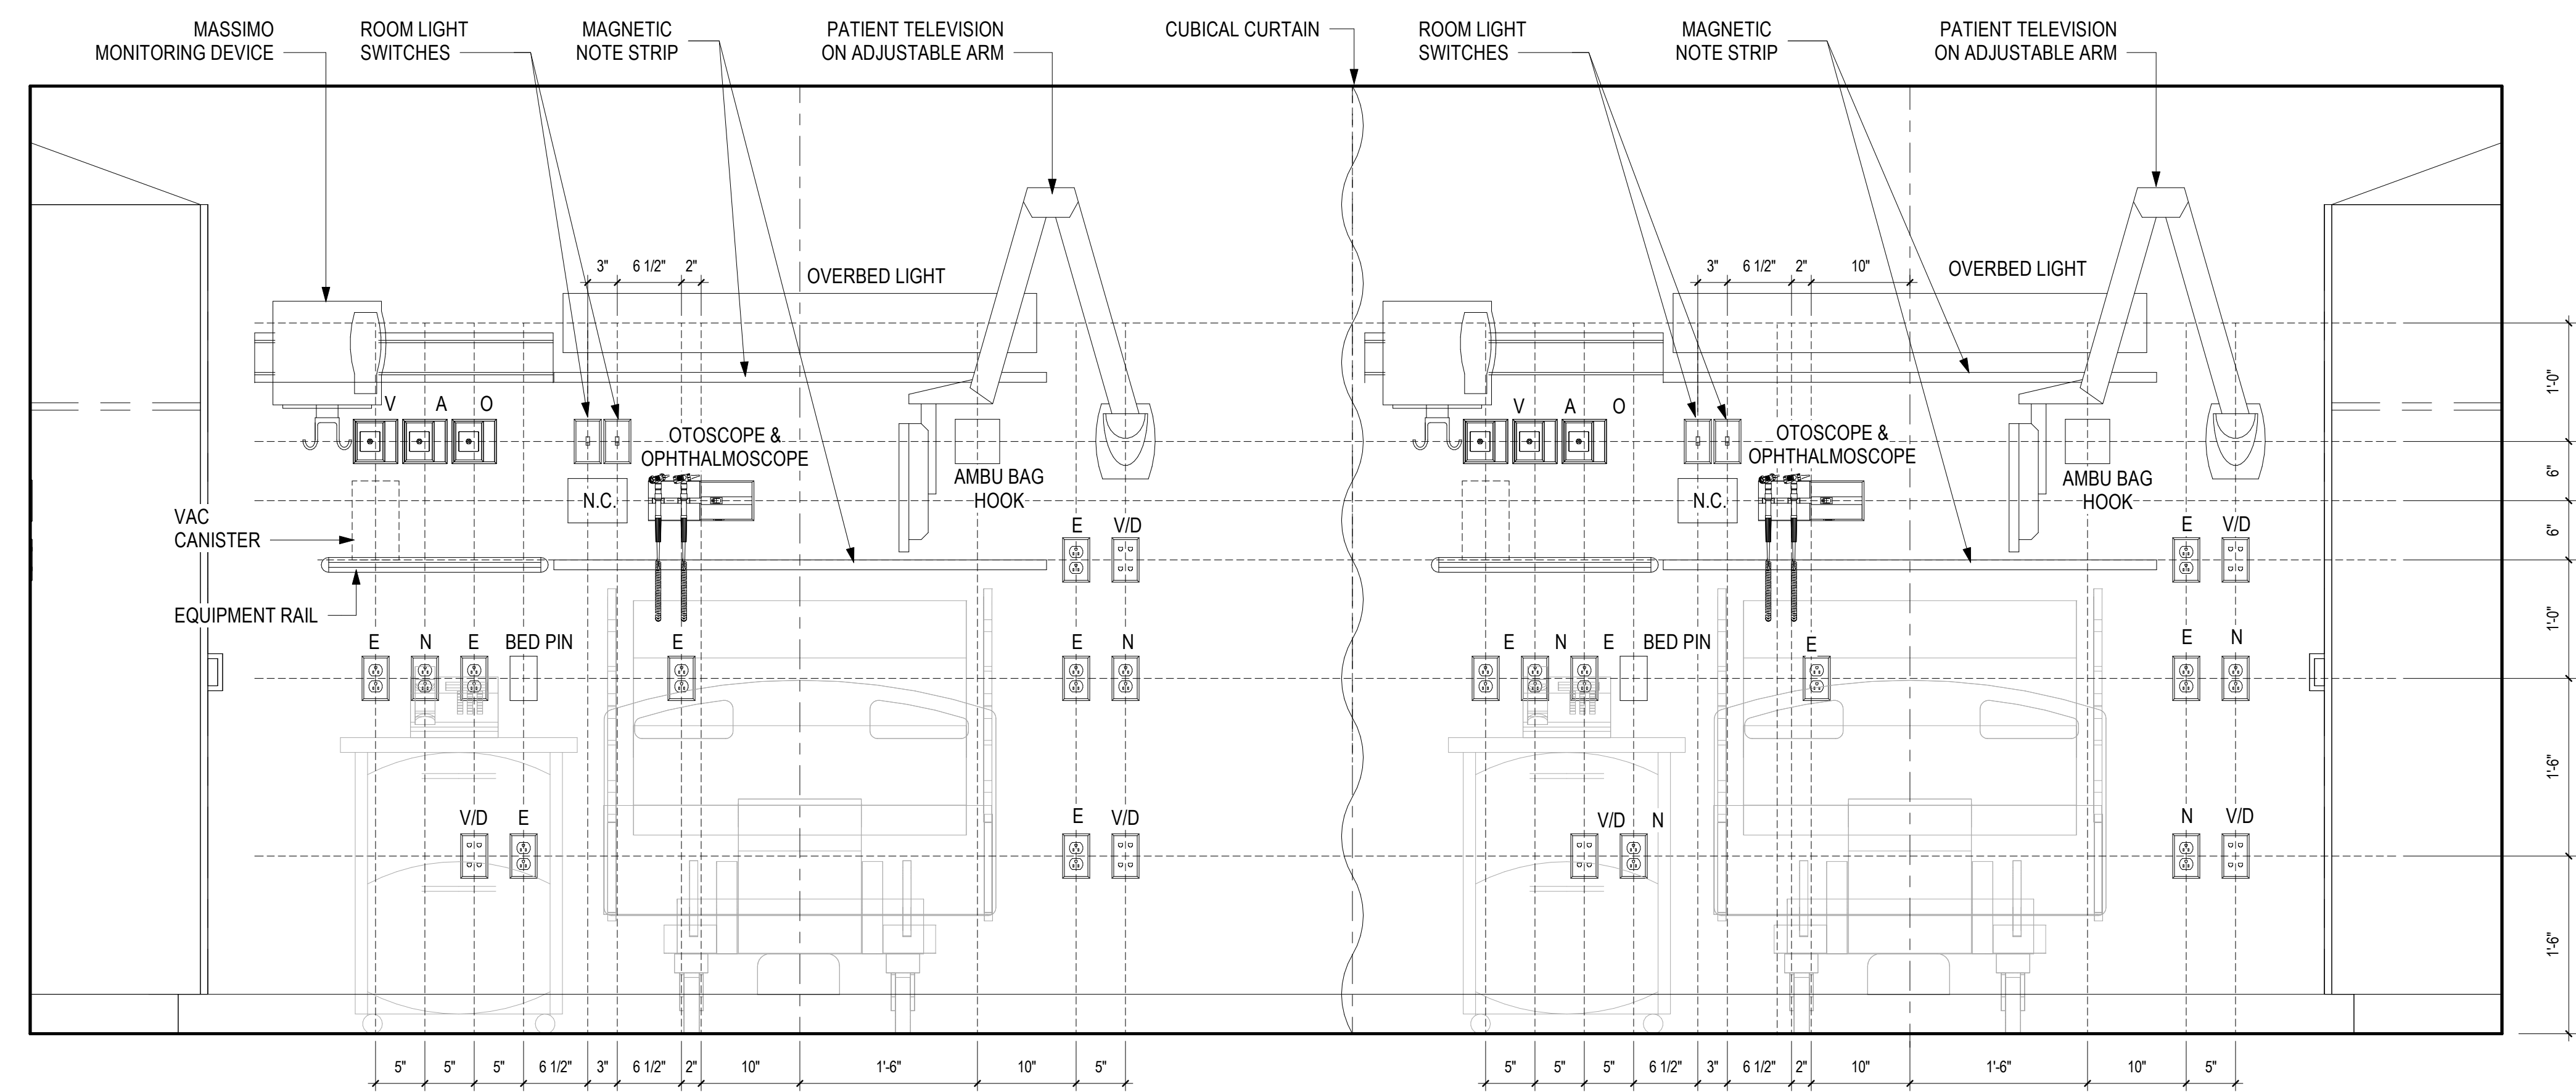 MASSIMO
MONITORING DEVICE
ROOM LIGHT
SWITCHES
MAGNETIC
NOTE STRIP
PATIENT TELEVISION
ON ADJUSTABLE ARM
CUBICAL CURTAIN
ROOM LIGHT
SWITCHES
MAGNETIC
NOTE STRIP
PATIENT TELEVISION
ON ADJUSTABLE ARM
3" 6 1/2" 2"
OVERBED LIGHT
3" 6 1/2" 2" 10"
OVERBED LIGHT
V A O
OTOSCOPE &
OPHTHALMOSCOPE
N.C.
AMBU BAG
HOOK
VAC
CANISTER
E V/D
EQUIPMENT RAIL
E N E BED PIN E E N
V/D E E V/D
V A O
OTOSCOPE &
OPHTHALMOSCOPE
N.C.
AMBU BAG
HOOK
E V/D
E N E BED PIN E E N
V/D N N V/D
1'-0"
6"
6"
1'-0"
1'-6"
1'-6"
5" 5" 5" 6 1/2" 3" 6 1/2" 2" 10" 1'-6" 10" 5"
5" 5" 5" 6 1/2" 3" 6 1/2" 2" 10" 1'-6" 10" 5"